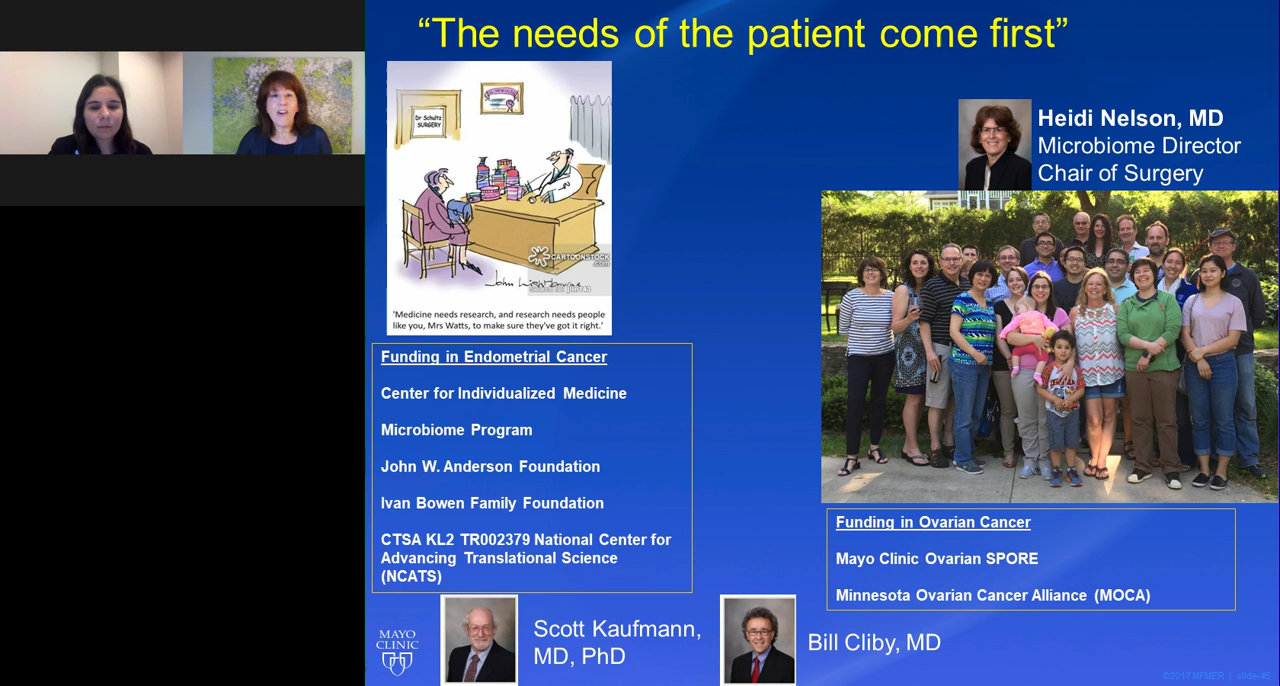 “The needs of the patient come first”
Dr Schultz
SURGERY
CARTOONSTOCK
.com
'Medicine needs research, and research needs people
like you, Mrs Watts, to make sure they've got it right.'
Heidi Nelson, MD
Microbiome Director
Chair of Surgery
Funding in Endometrial Cancer
Center for Individualized Medicine
Microbiome Program
John W. Anderson Foundation
Ivan Bowen Family Foundation
CTSA KL2 TR002379 National Center for
Advancing Translational Science
(NCATS)
Funding in Ovarian Cancer
Mayo Clinic Ovarian SPORE
Minnesota Ovarian Cancer Alliance (MOCA)
MAYO
CLINIC
Scott Kaufmann,
MD, PhD
Bill Cliby, MD
©2017 MFMER | slide-45